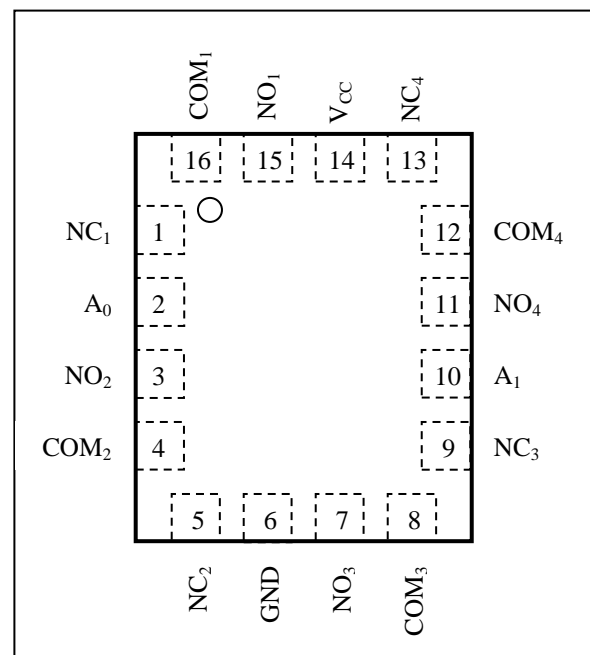 COM₁ NO₁ V_CC NC₄
16 15 14 13
NC₁ 1 12 COM₄
A₀ 2 11 NO₄
NO₂ 3 10 A₁
COM₂ 4 9 NC₃
5 6 7 8
NC₂ GND NO₃ COM₃